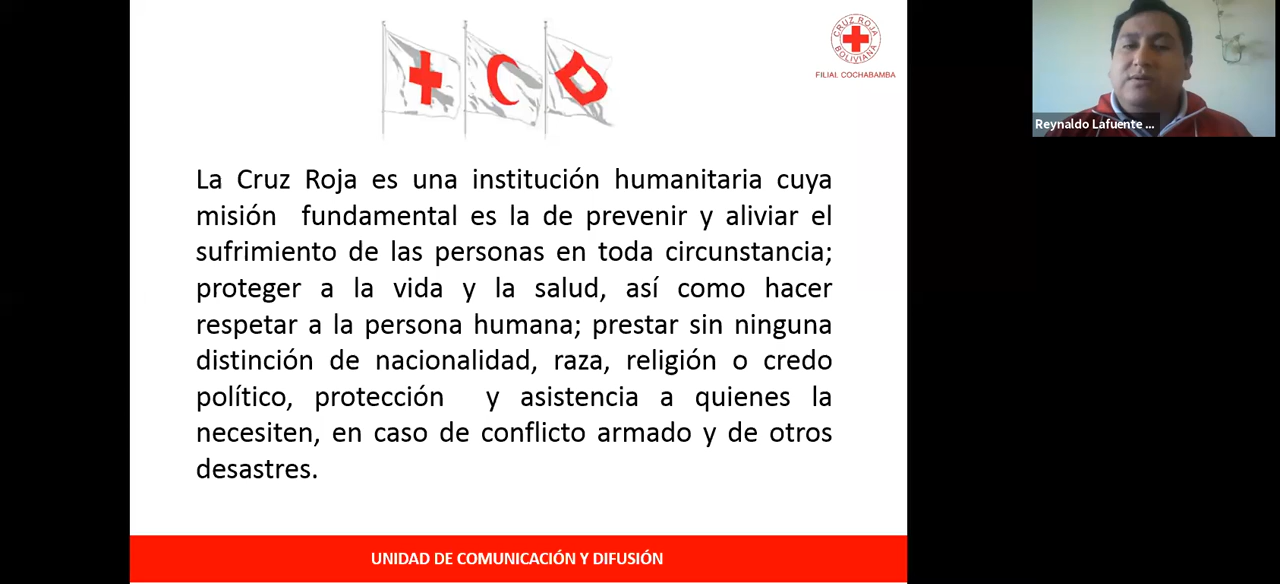 CRUZ ROJA
BOLIVIANA
FILIAL COCHABAMBA
Reynaldo Lafuente ...
La Cruz Roja es una institución humanitaria cuya
misión fundamental es la de prevenir y aliviar el
sufrimiento de las personas en toda circunstancia;
proteger a la vida y la salud, así como hacer
respetar a la persona humana; prestar sin ninguna
distinción de nacionalidad, raza, religión o credo
político, protección y asistencia a quienes la
necesiten, en caso de conflicto armado y de otros
desastres.
UNIDAD DE COMUNICACIÓN Y DIFUSIÓN